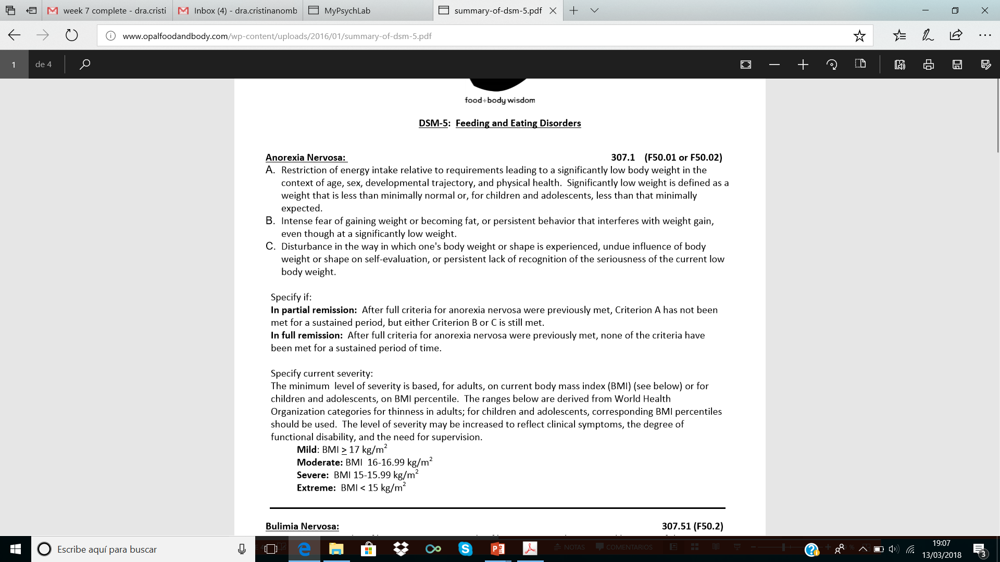 week 7 complete - dra.cristi
Inbox (4) - dra.cristinanomb
MyPsychLab
summary-of-dsm-5.pdf
www.opalfoodandbody.com/wp-content/uploads/2016/01/summary-of-dsm-5.pdf
1 de 4
food+body wisdom
DSM-5: Feeding and Eating Disorders
Anorexia Nervosa: 307.1 (F50.01 or F50.02)
A. Restriction of energy intake relative to requirements leading to a significantly low body weight in the
context of age, sex, developmental trajectory, and physical health. Significantly low weight is defined as a
weight that is less than minimally normal or, for children and adolescents, less than that minimally
expected.
B. Intense fear of gaining weight or becoming fat, or persistent behavior that interferes with weight gain,
even though at a significantly low weight.
C. Disturbance in the way in which one's body weight or shape is experienced, undue influence of body
weight or shape on self-evaluation, or persistent lack of recognition of the seriousness of the current low
body weight.
Specify if:
In partial remission: After full criteria for anorexia nervosa were previously met, Criterion A has not been
met for a sustained period, but either Criterion B or C is still met.
In full remission: After full criteria for anorexia nervosa were previously met, none of the criteria have
been met for a sustained period of time.
Specify current severity:
The minimum level of severity is based, for adults, on current body mass index (BMI) (see below) or for
children and adolescents, on BMI percentile. The ranges below are derived from World Health
Organization categories for thinness in adults; for children and adolescents, corresponding BMI percentiles
should be used. The level of severity may be increased to reflect clinical symptoms, the degree of
functional disability, and the need for supervision.
Mild: BMI ≥ 17 kg/m²
Moderate: BMI 16-16.99 kg/m²
Severe: BMI 15-15.99 kg/m²
Extreme: BMI < 15 kg/m²
Bulimia Nervosa: 307.51 (F50.2)
Escribe aquí para buscar
NOTAS
COMENTARIOS
19:07
13/03/2018
3